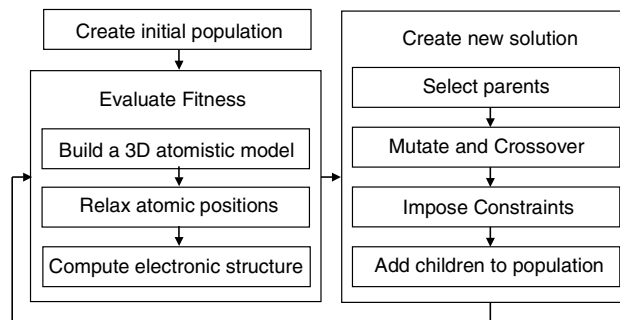 Create initial population
Evaluate Fitness
Build a 3D atomistic model
Relax atomic positions
Compute electronic structure
Create new solution
Select parents
Mutate and Crossover
Impose Constraints
Add children to population